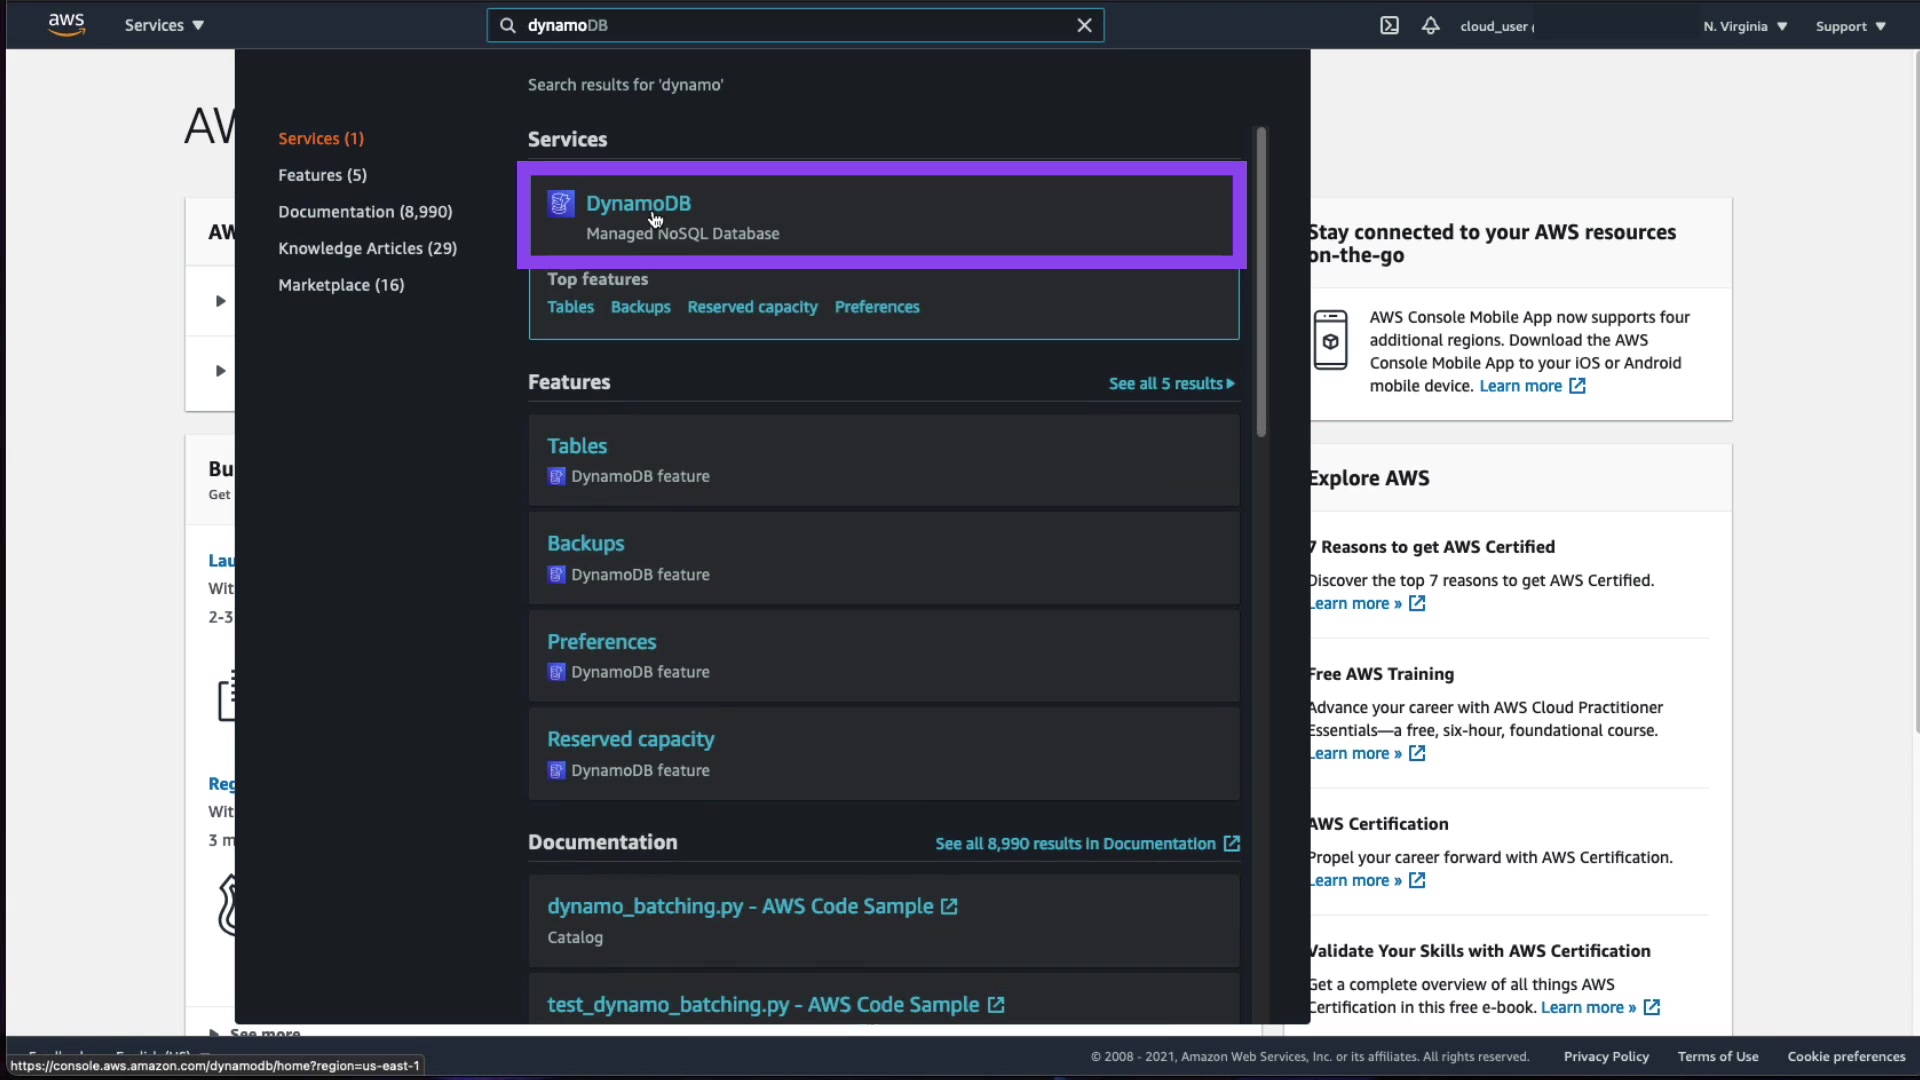 aws
Services ▼
dynamoDB
cloud_user
N. Virginia ▼
Support ▼
Search results for 'dynamo'
Services (1)
Features (5)
Documentation (8,990)
Knowledge Articles (29)
Marketplace (16)
Services
DynamoDB
Managed NoSQL Database
Top features
Tables Backups Reserved capacity Preferences
Features
See all 5 results
Tables
DynamoDB feature
Backups
DynamoDB feature
Preferences
DynamoDB feature
Reserved capacity
DynamoDB feature
Documentation
See all 8,990 results in Documentation
dynamo_batching.py - AWS Code Sample
Catalog
test_dynamo_batching.py - AWS Code Sample
AW
AW
Bu
Get
Lau
Wit
2-3
Reg
Wit
3 m
See more
Stay connected to your AWS resources
on-the-go
AWS Console Mobile App now supports four
additional regions. Download the AWS
Console Mobile App to your iOS or Android
mobile device. Learn more
Explore AWS
7 Reasons to get AWS Certified
Discover the top 7 reasons to get AWS Certified.
Learn more »
Free AWS Training
Advance your career with AWS Cloud Practitioner
Essentials—a free, six-hour, foundational course.
Learn more »
AWS Certification
Propel your career forward with AWS Certification.
Learn more »
Validate Your Skills with AWS Certification
Get a complete overview of all things AWS
Certification in this free e-book. Learn more »
https://console.aws.amazon.com/dynamodb/home?region=us-east-1
© 2008 - 2021, Amazon Web Services, Inc. or its affiliates. All rights reserved.
Privacy Policy
Terms of Use
Cookie preferences